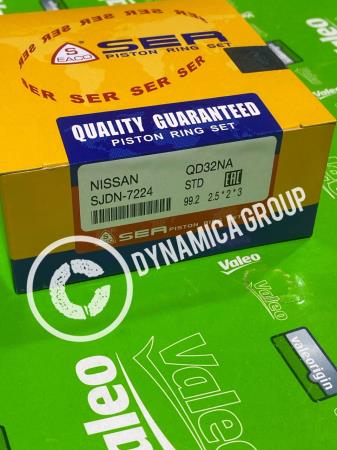 SER SER SER SER
S
SEACO
SER
PISTON RING SET
SER SER SER SER
QUALITY GUARANTEED
PISTON RING SET
NISSAN QD32NA
SJDN-7224 STD EAC
99.2 2.5*2*3
SER PISTON RING SET
DYNAMICA GROUP
Valeo
Valeo
valeorigin
Valeo
Valeo